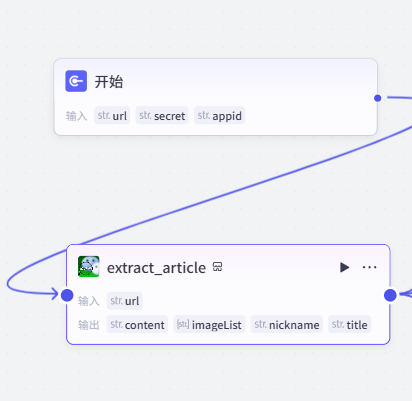 开始
输入 str. url str. secret str. appid
extract_article
输入 str. url
输出 str. content [str] imageList str. nickname str. title